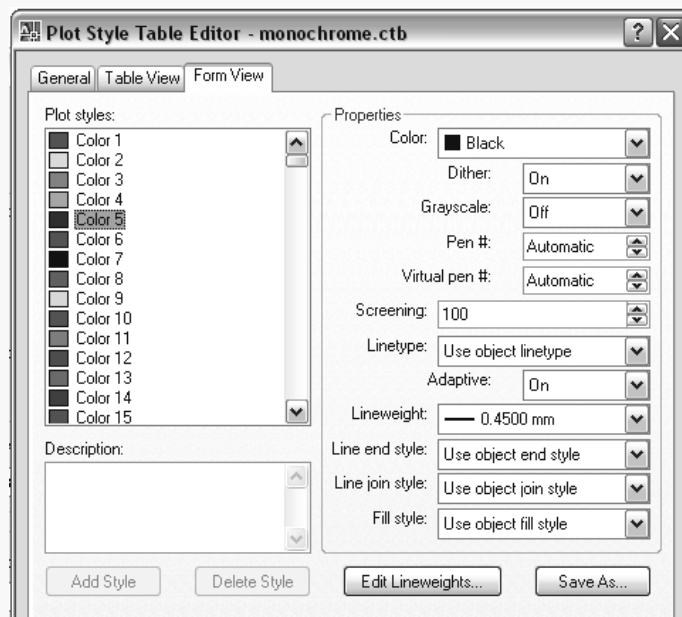 Plot Style Table Editor - monochrome.ctb
General Table View Form View
Plot styles:
Color 1
Color 2
Color 3
Color 4
Color 5
Color 6
Color 7
Color 8
Color 9
Color 10
Color 11
Color 12
Color 13
Color 14
Color 15
Description:
Add Style Delete Style
Properties
Color: Black
Dither: On
Grayscale: Off
Pen #: Automatic
Virtual pen #: Automatic
Screening: 100
Linetype: Use object linetype
Adaptive: On
Lineweight: 0.4500 mm
Line end style: Use object end style
Line join style: Use object join style
Fill style: Use object fill style
Edit Lineweights... Save As...